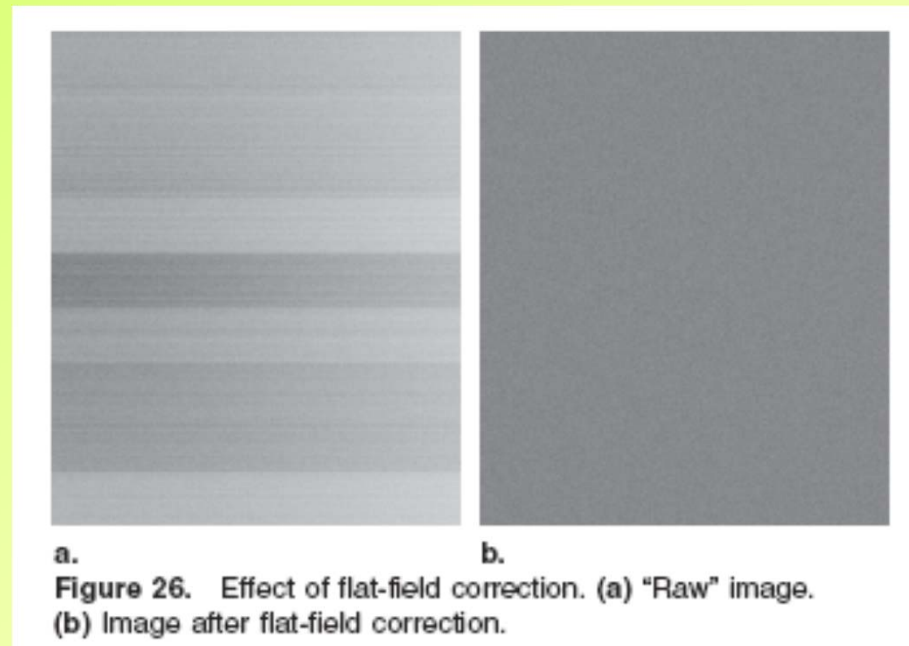 a.
b.
Figure 26. Effect of flat-field correction. (a) "Raw" image.
(b) Image after flat-field correction.